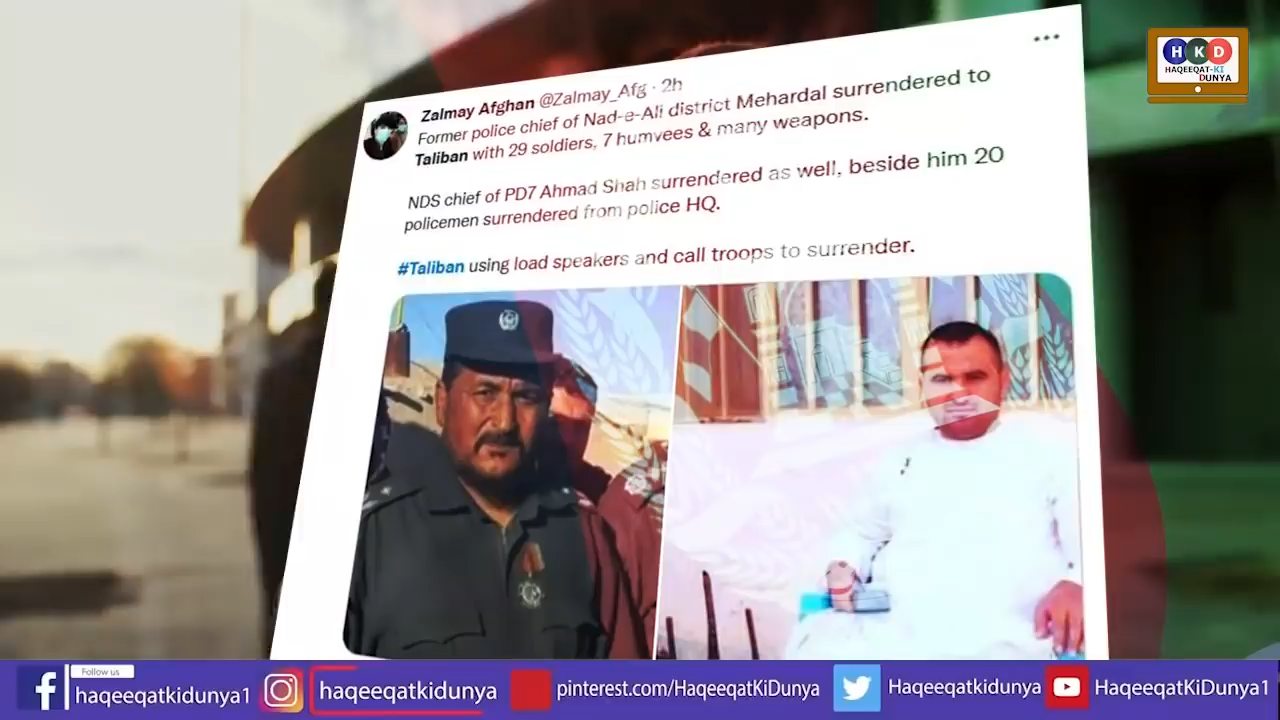 HKD
HAQEEQAT-KI
DUNYA
Zalmay Afghan @Zalmay_Afg · 2h
Former police chief of Nad-e-Ali district Mehardal surrendered to
Taliban with 29 soldiers, 7 humvees & many weapons.
NDS chief of PD7 Ahmad Shah surrendered as well, beside him 20
policemen surrendered from police HQ.
#Taliban using load speakers and call troops to surrender.
Follow us
haqeeqatkidunya1
haqeeqatkidunya
pinterest.com/HaqeeqatKiDunya
Haqeeqatkidunya
HaqeeqatKiDunya1